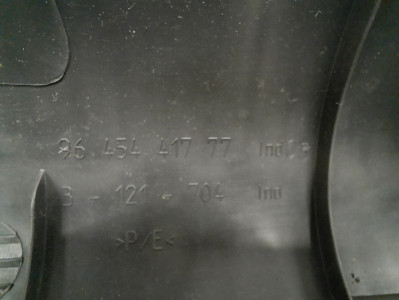 96 454 417 77 Ind
3 - 121 - 704 Ind
>P/E<